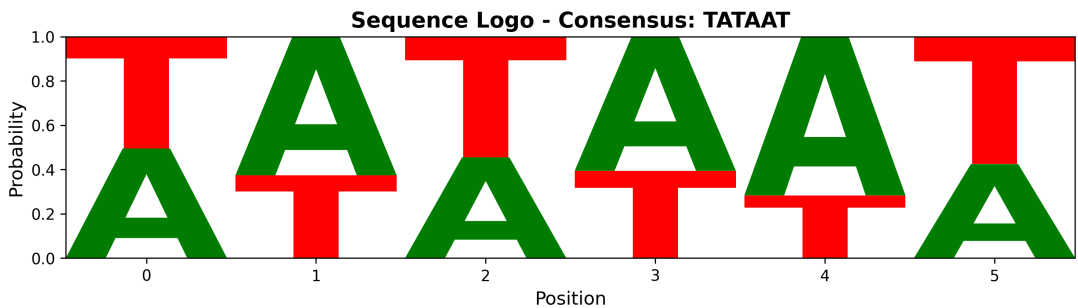 Sequence Logo - Consensus: TATAAT
Probability
1.0
0.8
0.6
0.4
0.2
0.0
T A T A A T
A T A T T A
0 1 2 3 4 5
Position